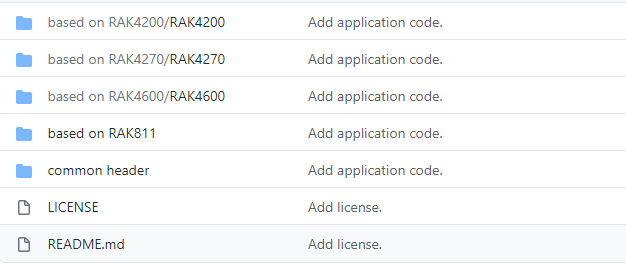 based on RAK4200/RAK4200 Add application code.
based on RAK4270/RAK4270 Add application code.
based on RAK4600/RAK4600 Add application code.
based on RAK811 Add application code.
common header Add application code.
LICENSE Add license.
README.md Add license.